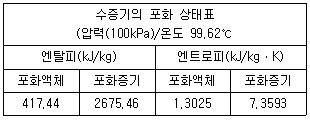 수증기의 포화 상태표
(압력(100kPa)/온도 99,62℃
엔탈피(kJ/kg) 엔트로피(kJ/kg · K)
포화액체 포화증기 포화액체 포화증기
417,44 2675,46 1,3025 7,3593